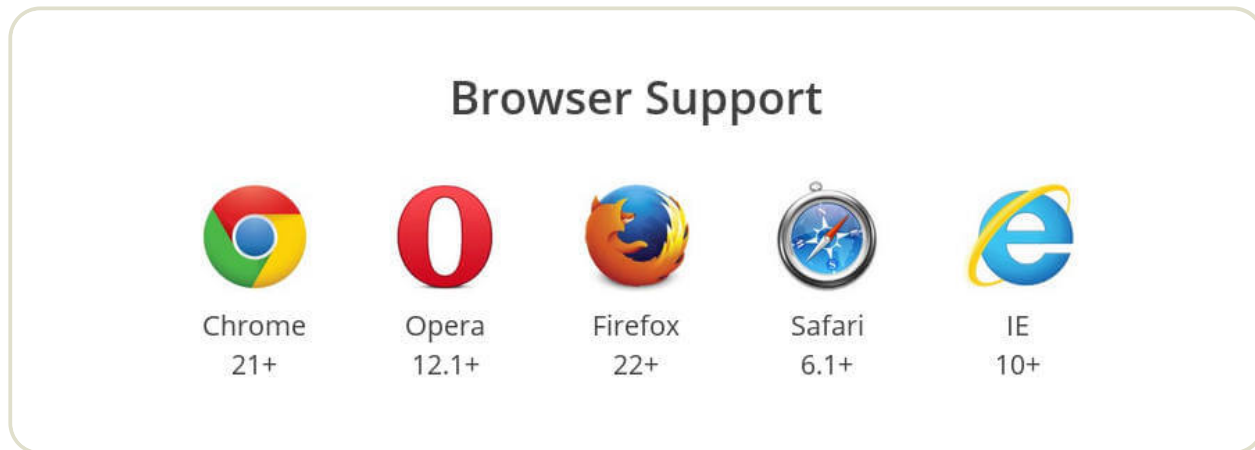 Browser Support
Chrome Opera Firefox Safari IE
21+ 12.1+ 22+ 6.1+ 10+